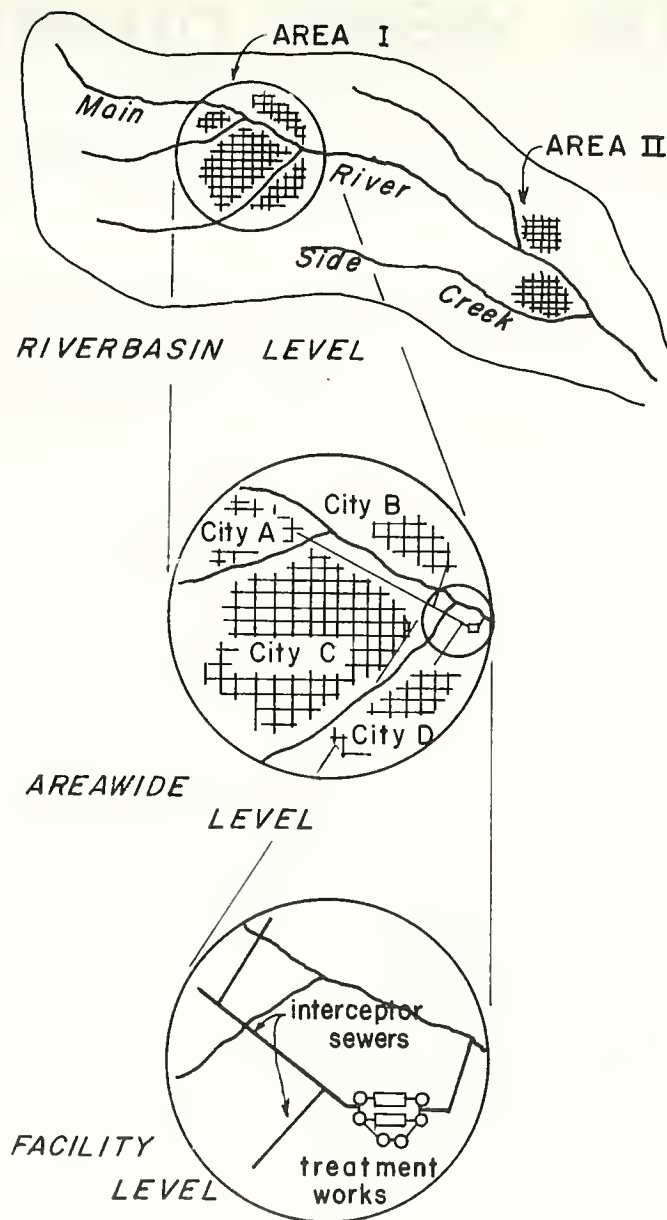 AREA I
Main
AREA II
River
Side
Creek
RIVERBASIN LEVEL
City B
City A
City C
City D
AREAWIDE
LEVEL
interceptor
sewers
FACILITY
LEVEL
treatment
works